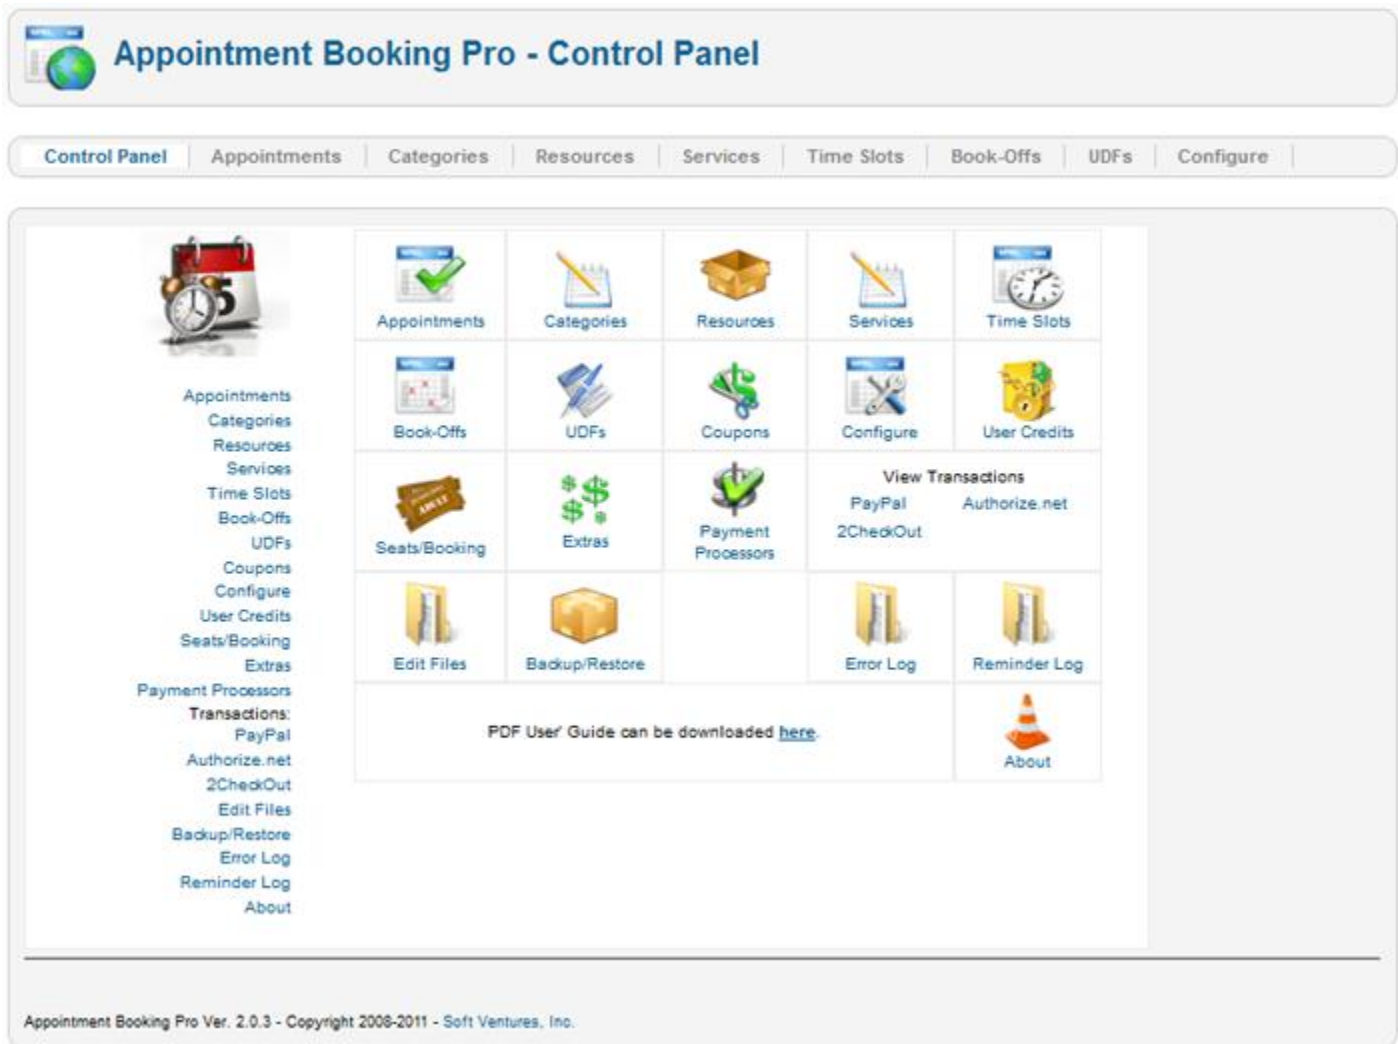 Appointment Booking Pro - Control Panel
Control Panel Appointments Categories Resources Services Time Slots Book-Offs UDFs Configure
5
Appointments
Categories
Resources
Services
Time Slots
Book-Offs
UDFs
Coupons
Configure
User Credits
Seats/Booking
Extras
Payment Processors
Transactions:
PayPal
Authorize.net
2CheckOut
Edit Files
Backup/Restore
Error Log
Reminder Log
About
Appointments Categories Resources Services Time Slots
Book-Offs UDFs Coupons Configure User Credits
ADULT
Seats/Booking Extras Payment
Processors
View Transactions
PayPal Authorize.net
2CheckOut
Edit Files Backup/Restore Error Log Reminder Log
PDF User' Guide can be downloaded here.
About
Appointment Booking Pro Ver. 2.0.3 - Copyright 2008-2011 - Soft Ventures, Inc.